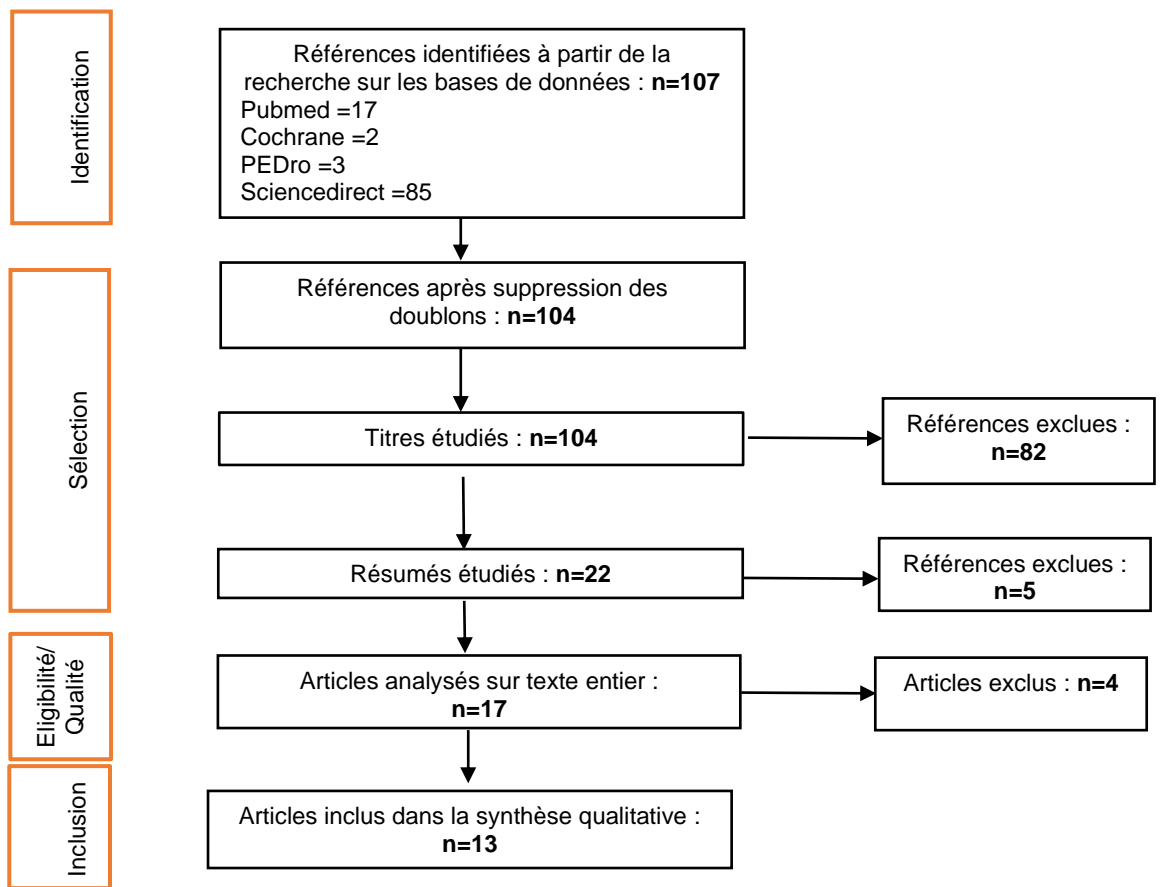 Identification
Références identifiées à partir de la
recherche sur les bases de données : n=107
Pubmed =17
Cochrane =2
PEDro =3
Sciencedirect =85
Sélection
Références après suppression des
doublons : n=104
Titres étudiés : n=104
Références exclues :
n=82
Résumés étudiés : n=22
Références exclues :
n=5
Eligibilité/
Qualité
Articles analysés sur texte entier :
n=17
Articles exclus : n=4
Inclusion
Articles inclus dans la synthèse qualitative :
n=13